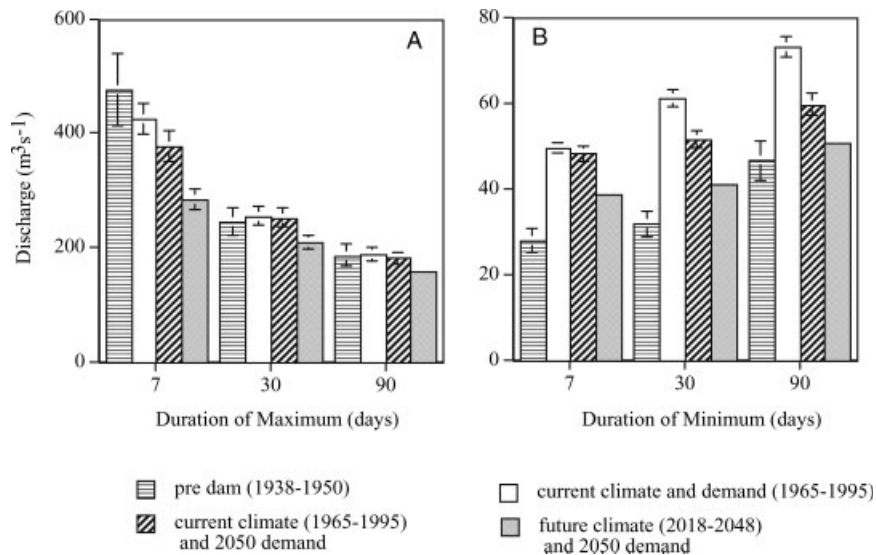 600
400
200
0
Discharge (m³s⁻¹)
A
7 30 90
Duration of Maximum (days)
80
60
40
20
0
B
7 30 90
Duration of Minimum (days)
pre dam (1938-1950)
current climate (1965-1995)
and 2050 demand
current climate and demand (1965-1995)
future climate (2018-2048)
and 2050 demand